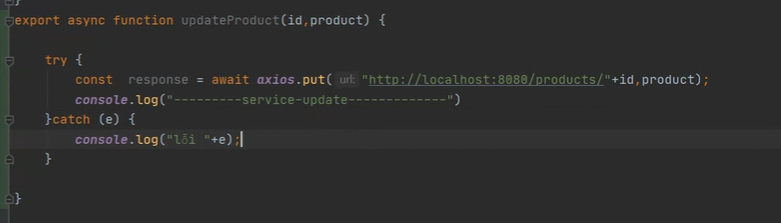 }
export async function updateProduct(id,product) {
try {
const response = await axios.put( url: "http://localhost:8080/products/"+id,product);
console.log("---------service-update-------------")
}catch (e) {
console.log("lỗi "+e);
}
}